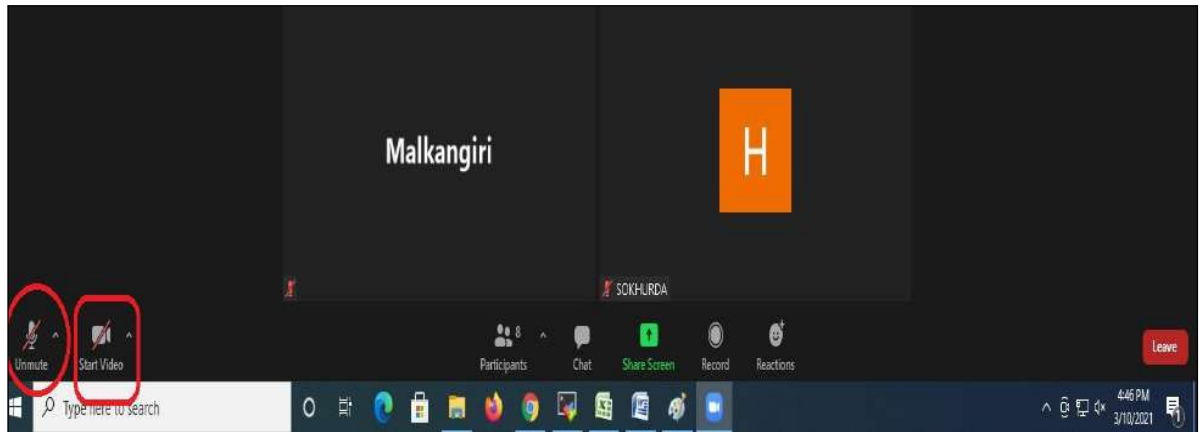 Malkangiri
H
SOKHURDA
Unmute
Start Video
8
Participants
Chat
Share Screen
Record
Reactions
Leave
Type here to search
4:46 PM
3/10/2021
1